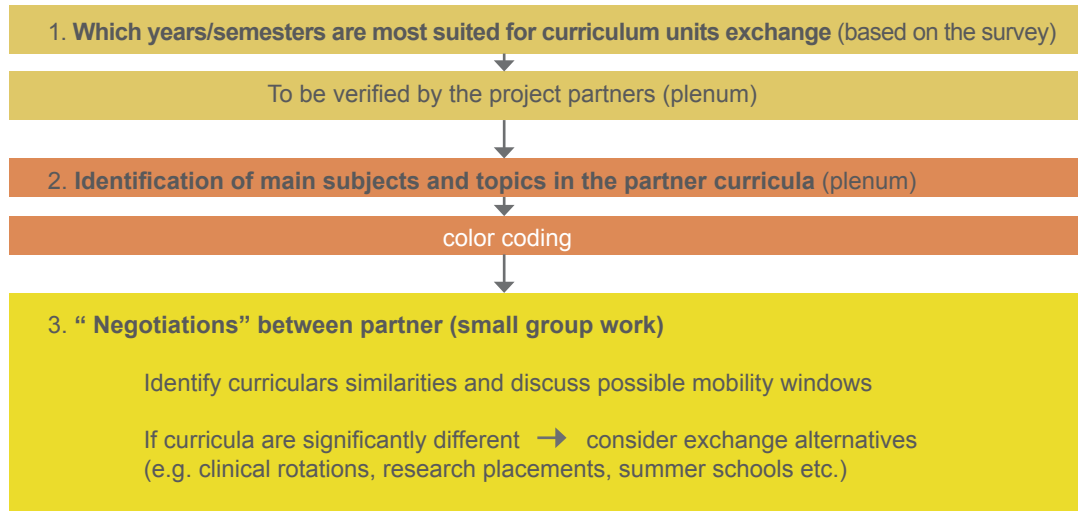 1. Which years/semesters are most suited for curriculum units exchange (based on the survey)
To be verified by the project partners (plenum)
2. Identification of main subjects and topics in the partner curricula (plenum)
color coding
3. “ Negotiations” between partner (small group work)
Identify curriculars similarities and discuss possible mobility windows
If curricula are significantly different → consider exchange alternatives
(e.g. clinical rotations, research placements, summer schools etc.)